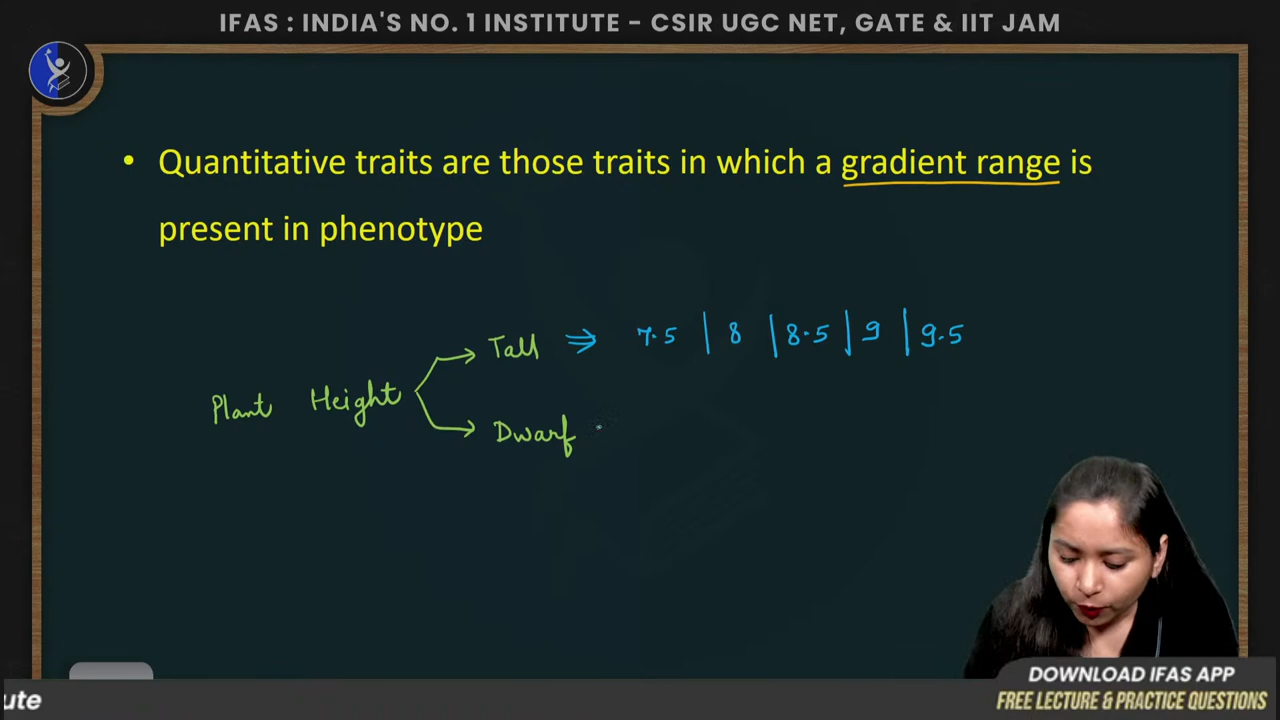 IFAS : INDIA'S NO. 1 INSTITUTE - CSIR UGC NET, GATE & IIT JAM
• Quantitative traits are those traits in which a gradient range is
present in phenotype
Tall ⇒ 7.5 | 8 | 8.5 | 9 | 9.5
Plant Height
Dwarf
DOWNLOAD IFAS APP
ute
FREE LECTURE & PRACTICE QUESTIONS